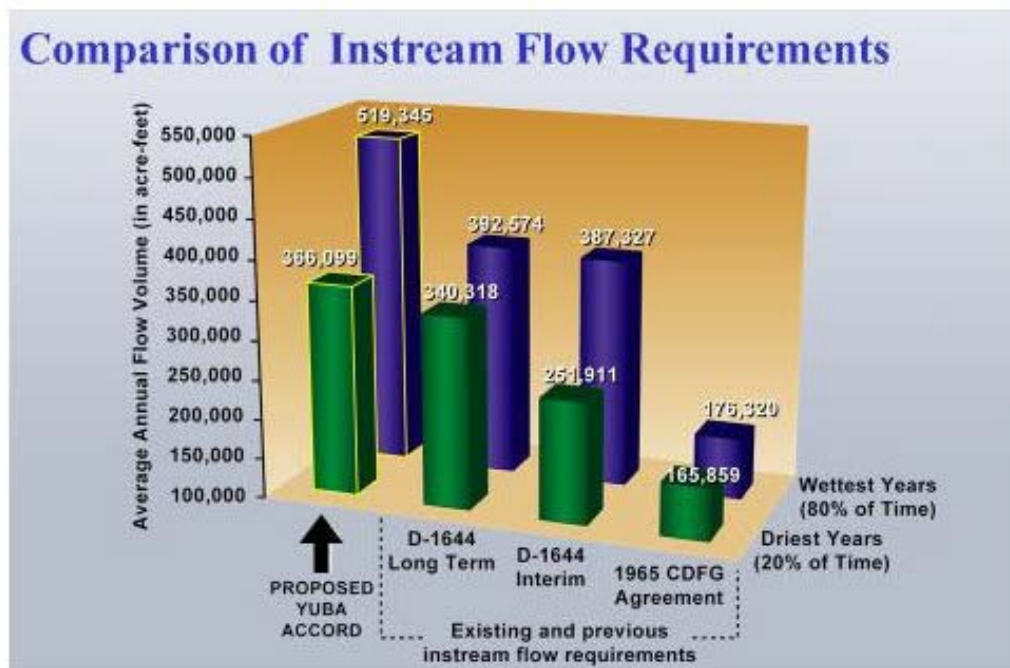 Comparison of Instream Flow Requirements
Average Annual Flow Volume (in acre-feet)
550,000
500,000
450,000
400,000
350,000
300,000
250,000
200,000
150,000
100,000
519,345
392,574
387,327
176,320
366,099
340,318
251,911
165,859
Wettest Years
(80% of Time)
Driest Years
(20% of Time)
PROPOSED
YUBA
ACCORD
D-1644
Long Term
D-1644
Interim
1965 CDFG
Agreement
Existing and previous
instream flow requirements